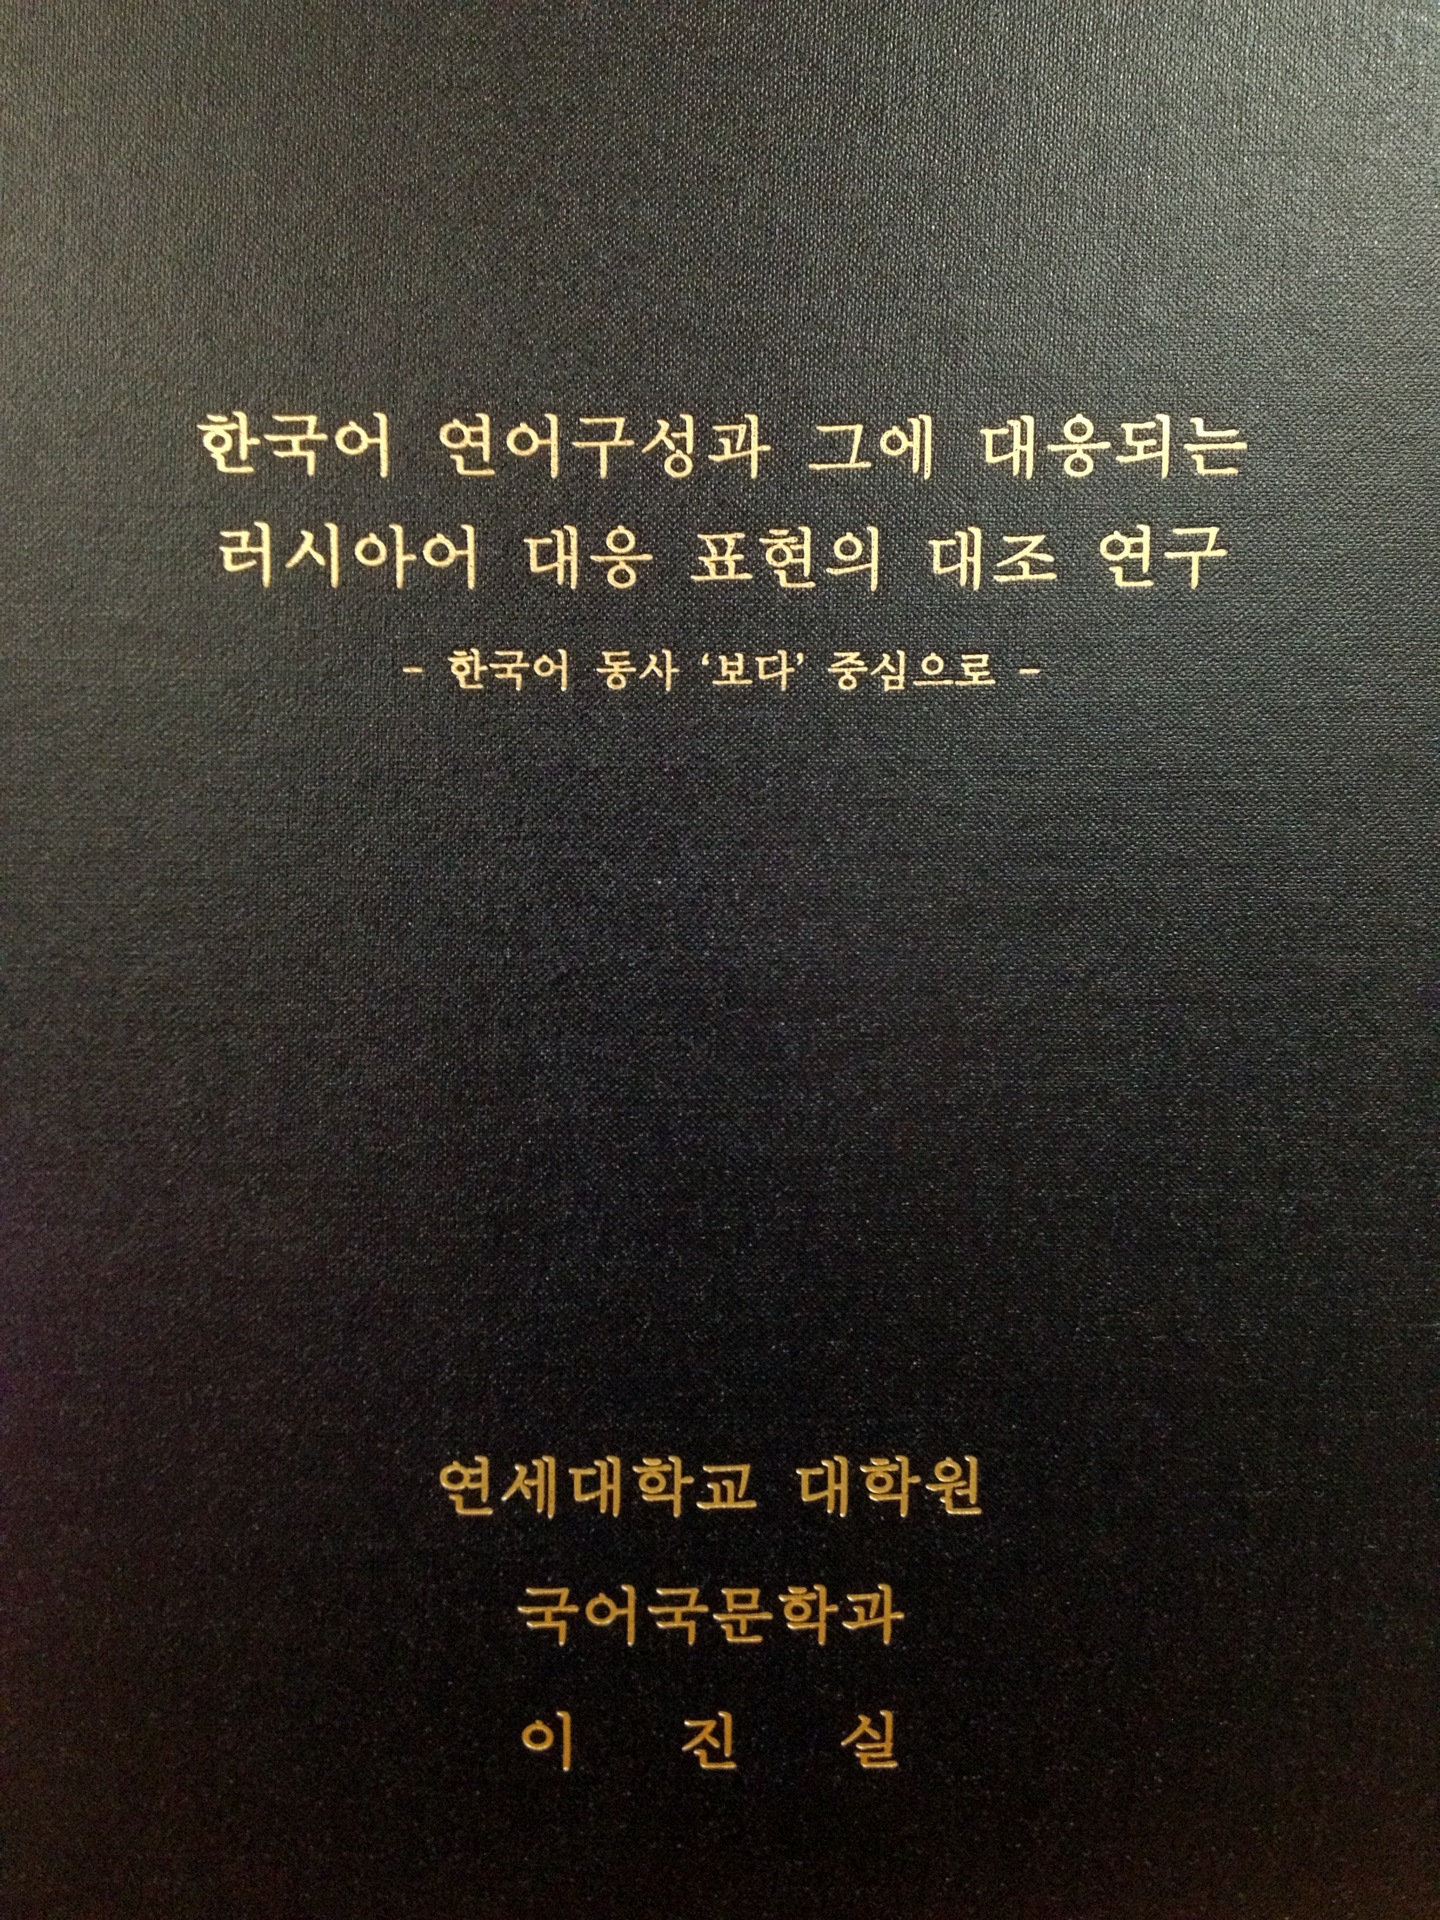 한국어 연어구성과 그에 대응되는
러시아어 대응 표현의 대조 연구
- 한국어 동사 ‘보다’ 중심으로 -
연세대학교 대학원
국어국문학과
이 진 실